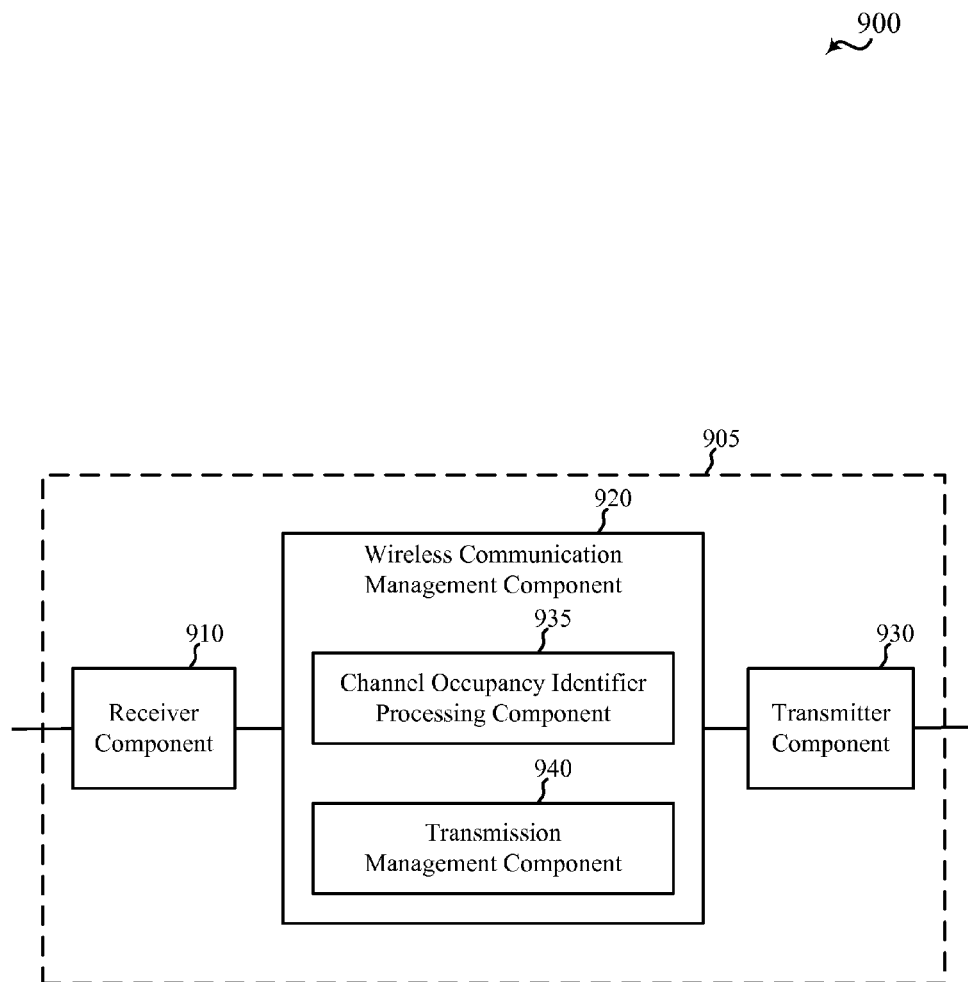 900
905
920
Wireless Communication
Management Component
935
910
930
Channel Occupancy Identifier
Processing Component
Receiver
Component
Transmitter
Component
940
Transmission
Management Component